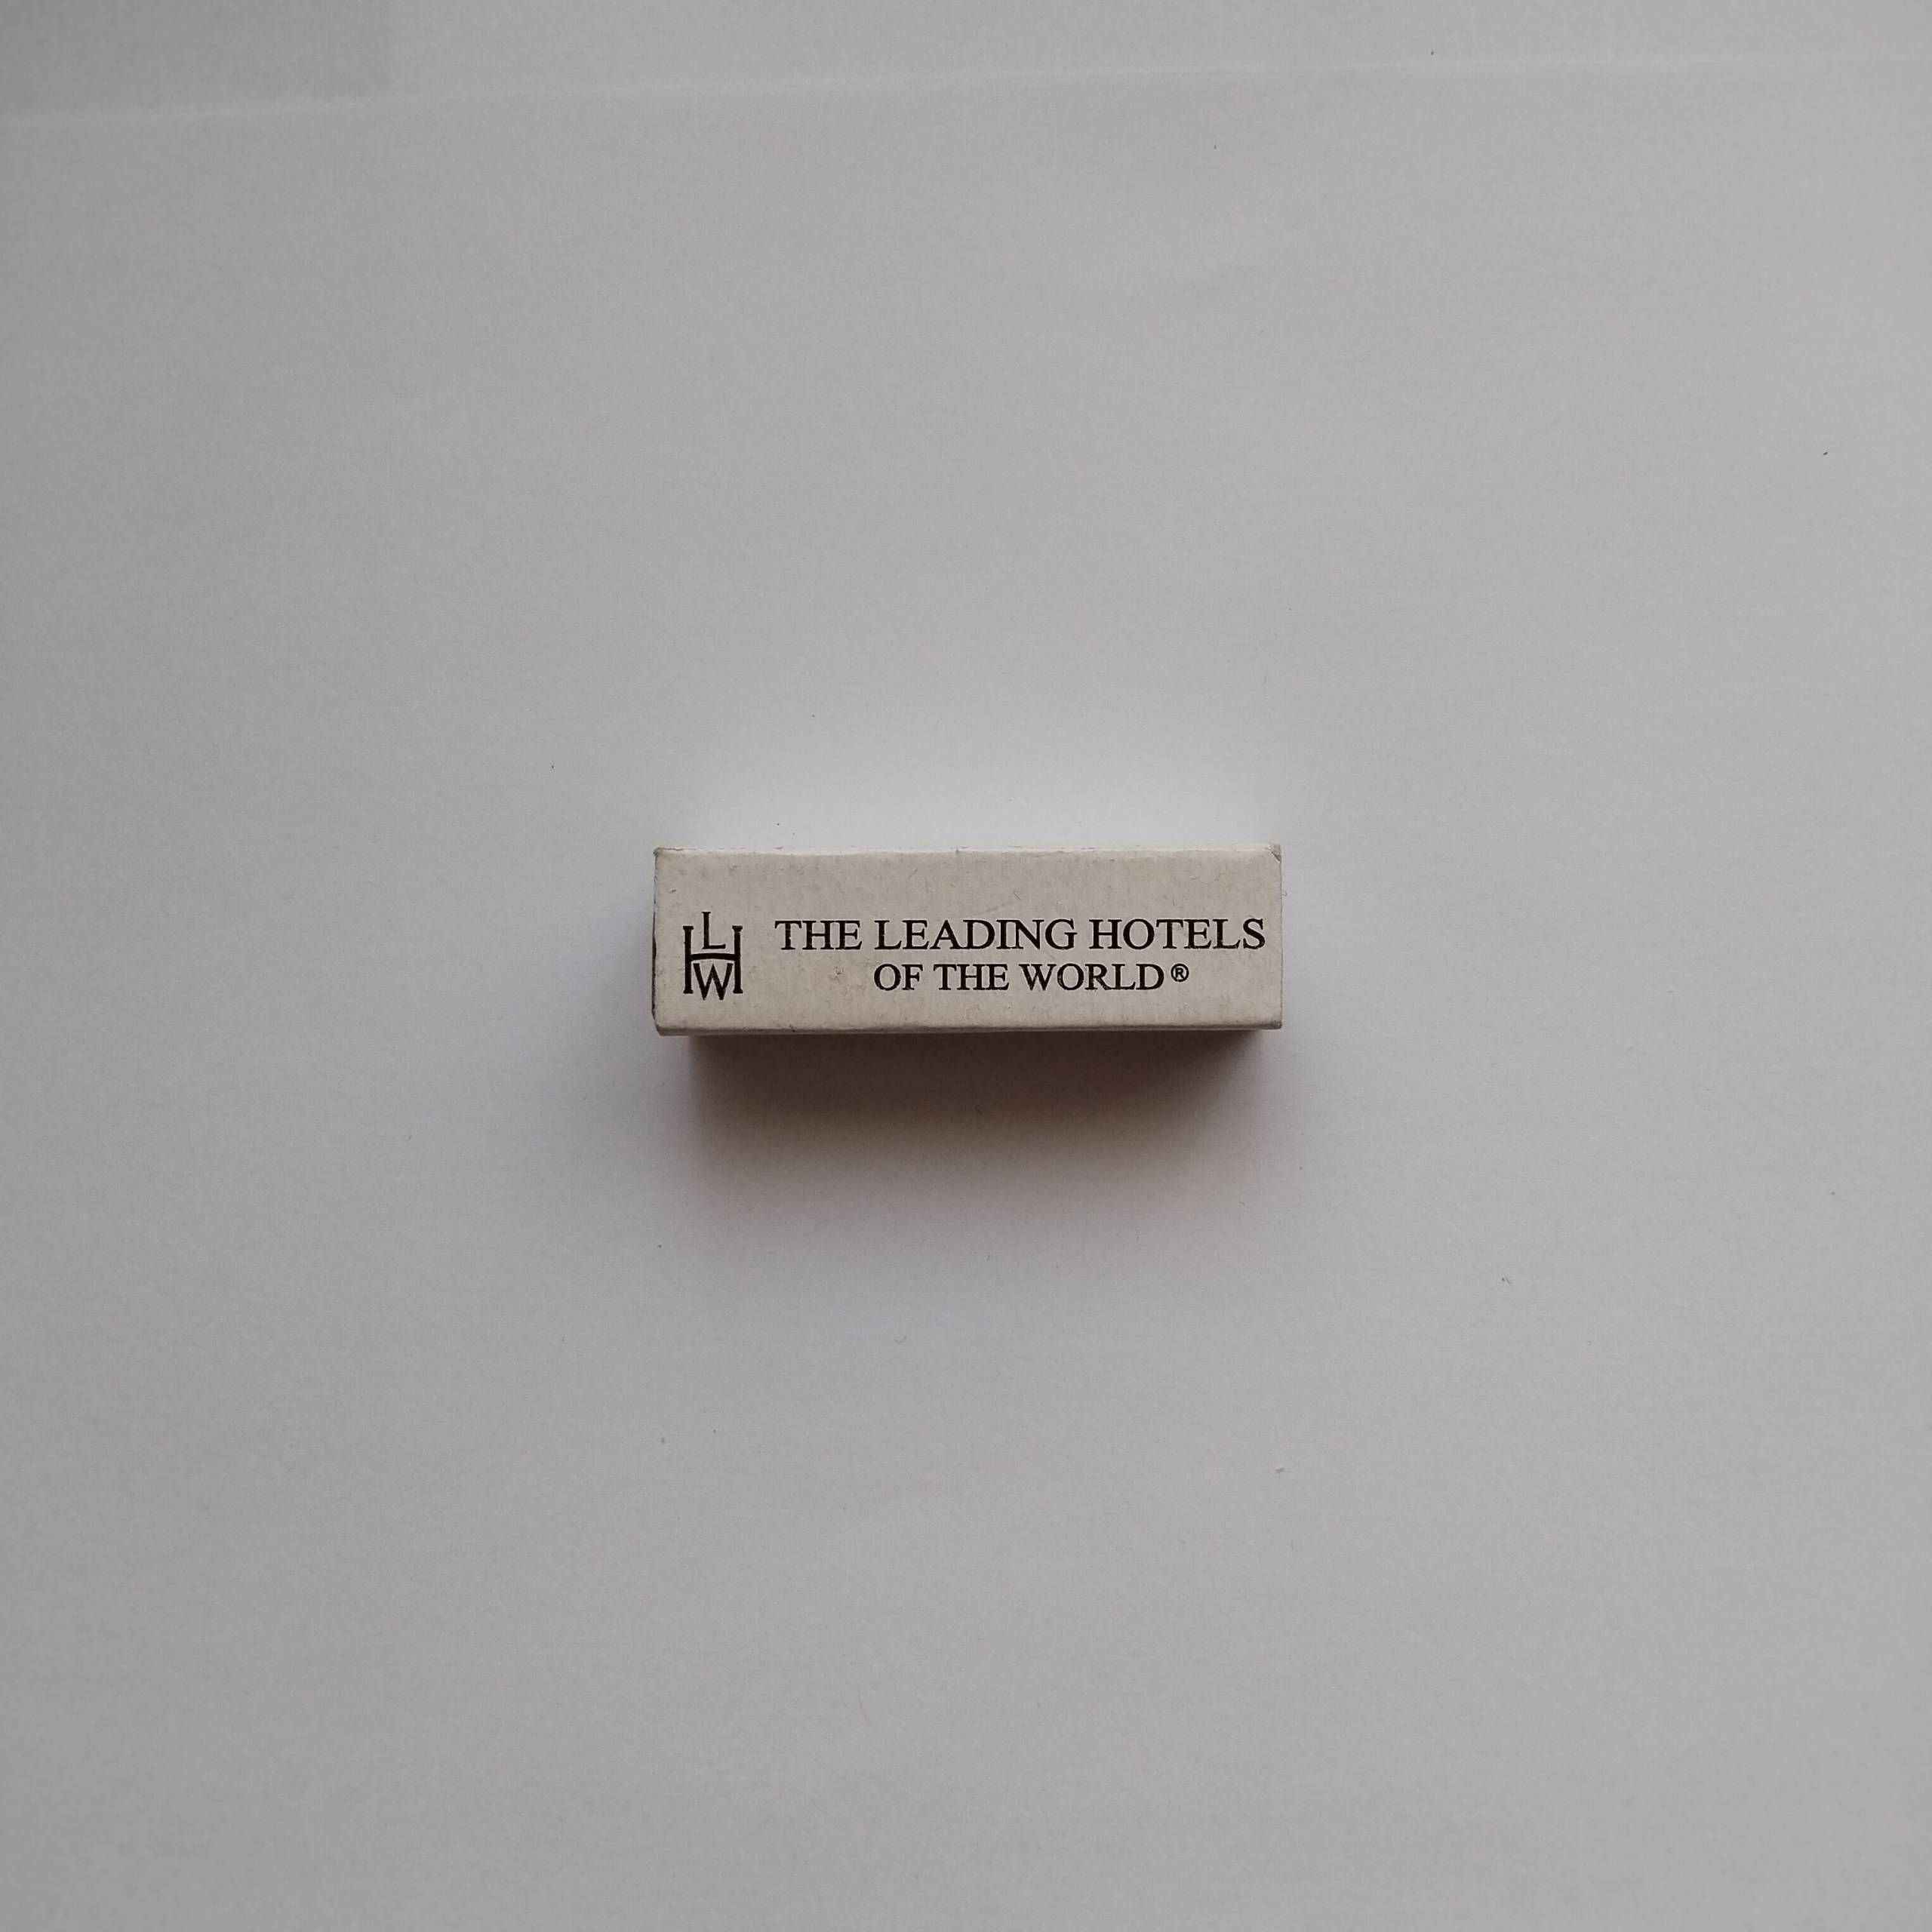 LHW
THE LEADING HOTELS
OF THE WORLD®